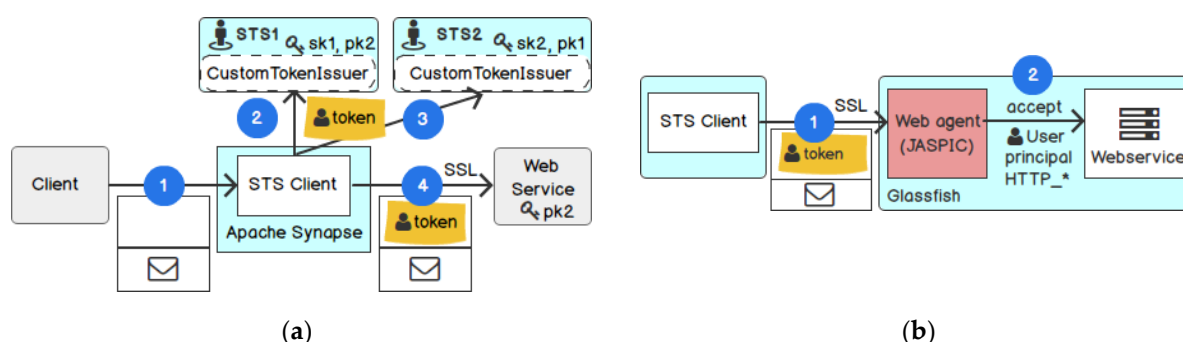 STS1
sk1, pk2
CustomTokenIssuer
STS2
sk2, pk1
CustomTokenIssuer
2
token
3
Client
1
STS Client
4
SSL
Web
Service
pk2
token
Apache Synapse
(a)
STS Client
1
SSL
token
Web agent
(JASPIC)
2
accept
User
principal
HTTP_*
Webservice
Glassfish
(b)